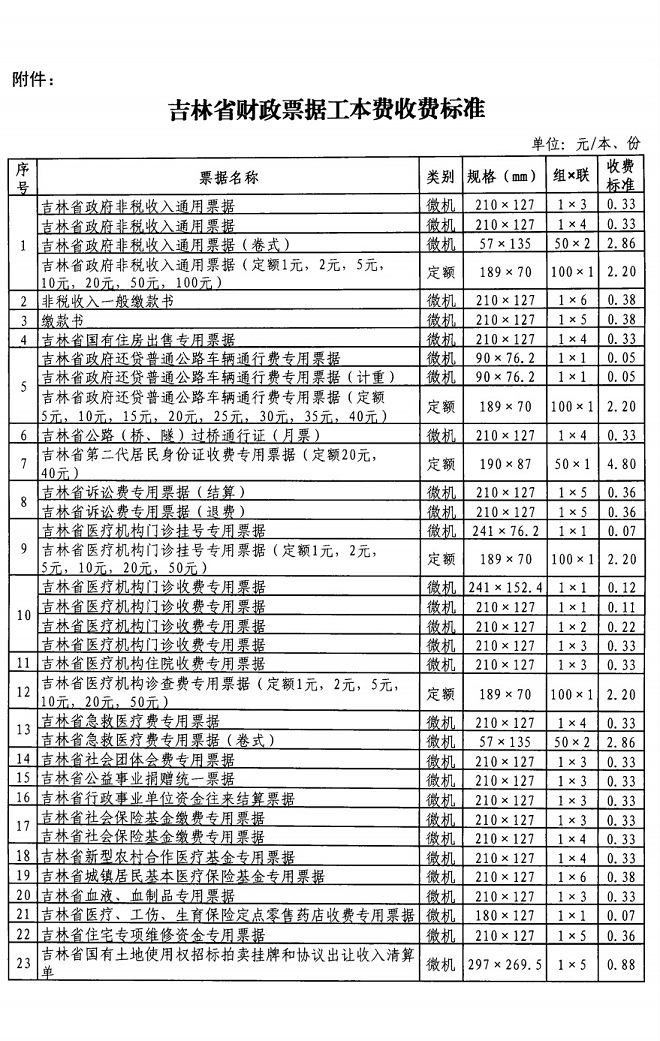 附件：
吉林省财政票据工本费收费标准
单位：元/本、份
序号 票据名称 类别 规格（mm） 组×联 收费标准
1 吉林省政府非税收入通用票据 微机 210×127 1×3 0.33
吉林省政府非税收入通用票据 微机 210×127 1×4 0.33
吉林省政府非税收入通用票据（卷式） 微机 57×135 50×2 2.86
吉林省政府非税收入通用票据（定额1元，2元，5元，
10元，20元，50元，100元） 定额 189×70 100×1 2.20
2 非税收入一般缴款书 微机 210×127 1×6 0.38
3 缴款书 微机 210×127 1×5 0.38
4 吉林省国有住房出售专用票据 微机 210×127 1×4 0.33
5 吉林省政府还贷普通公路车辆通行费专用票据 微机 90×76.2 1×1 0.05
吉林省政府还贷普通公路车辆通行费专用票据（计重） 微机 90×76.2 1×1 0.05
吉林省政府还贷普通公路车辆通行费专用票据（定额
5元，10元，15元，20元，25元，30元，35元，40元） 定额 189×70 100×1 2.20
6 吉林省公路（桥、隧）过桥通行证（月票） 微机 210×127 1×4 0.33
7 吉林省第二代居民身份证收费专用票据（定额20元，
40元） 定额 190×87 50×1 4.80
8 吉林省诉讼费专用票据（结算） 微机 210×127 1×5 0.36
吉林省诉讼费专用票据（退费） 微机 210×127 1×5 0.36
9 吉林省医疗机构门诊挂号专用票据 微机 241×76.2 1×1 0.07
吉林省医疗机构门诊挂号专用票据（定额1元，2元，
5元，10元，20元，50元） 定额 189×70 100×1 2.20
10 吉林省医疗机构门诊收费专用票据 微机 241×152.4 1×1 0.12
吉林省医疗机构门诊收费专用票据 微机 210×127 1×1 0.11
吉林省医疗机构门诊收费专用票据 微机 210×127 1×2 0.22
吉林省医疗机构门诊收费专用票据 微机 210×127 1×3 0.33
11 吉林省医疗机构住院收费专用票据 微机 210×127 1×3 0.33
12 吉林省医疗机构诊查费专用票据（定额1元，2元，5元，
10元，20元，50元） 定额 189×70 100×1 2.20
13 吉林省急救医疗费专用票据 微机 210×127 1×4 0.33
吉林省急救医疗费专用票据（卷式） 微机 57×135 50×2 2.86
14 吉林省社会团体会费专用票据 微机 210×127 1×3 0.33
15 吉林省公益事业捐赠统一票据 微机 210×127 1×3 0.33
16 吉林省行政事业单位资金往来结算票据 微机 210×127 1×3 0.33
17 吉林省社会保险基金缴费专用票据 微机 210×127 1×3 0.33
吉林省社会保险基金缴费专用票据 微机 210×127 1×4 0.33
18 吉林省新型农村合作医疗基金专用票据 微机 210×127 1×4 0.33
19 吉林省城镇居民基本医疗保险基金专用票据 微机 210×127 1×6 0.38
20 吉林省血液、血制品专用票据 微机 210×127 1×3 0.33
21 吉林省医疗、工伤、生育保险定点零售药店收费专用票据 微机 180×127 1×1 0.07
22 吉林省住宅专项维修资金专用票据 微机 210×127 1×5 0.36
23 吉林省国有土地使用权招标拍卖挂牌和协议出让收入清算
单 微机 297×269.5 1×5 0.88